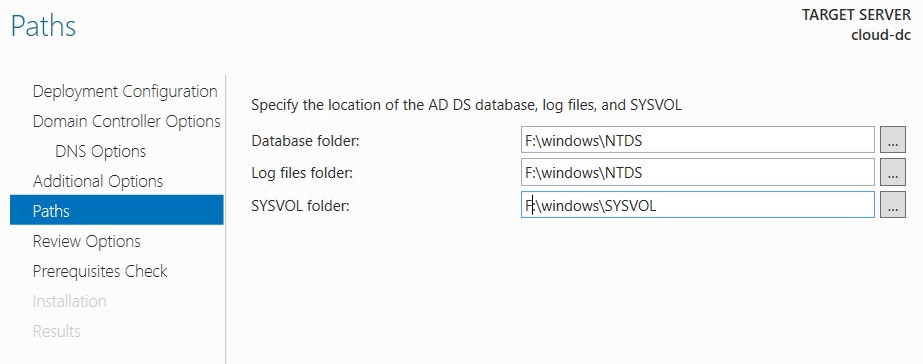 Paths
TARGET SERVER
cloud-dc
Deployment Configuration
Domain Controller Options
DNS Options
Additional Options
Paths
Review Options
Prerequisites Check
Installation
Results
Specify the location of the AD DS database, log files, and SYSVOL
Database folder: F:\windows\NTDS ...
Log files folder: F:\windows\NTDS ...
SYSVOL folder: F:\windows\SYSVOL ...